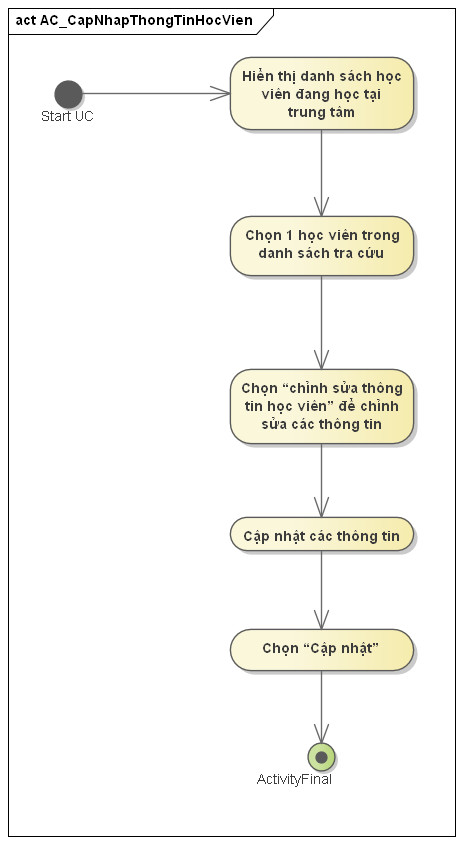 act AC_CapNhapThongTinHocVien
Hiển thị danh sách học
viên đang học tại
trung tâm
Start UC
Chọn 1 học viên trong
danh sách tra cứu
Chọn “chỉnh sửa thông
tin học viên” để chỉnh
sửa các thông tin
Cập nhật các thông tin
Chọn “Cập nhật”
ActivityFinal